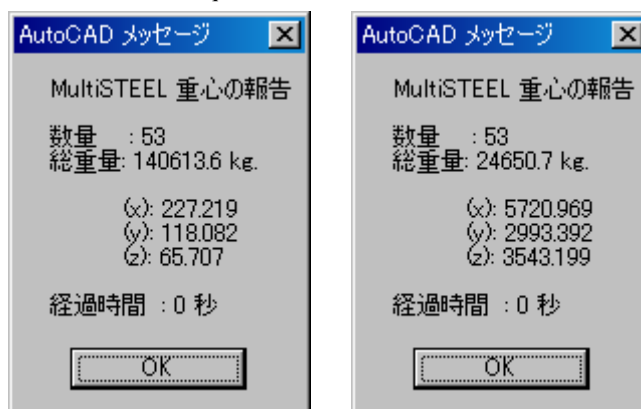 AutoCAD メッセージ
MultiSTEEL 重心の報告
数量 : 53
総重量: 140613.6 kg.
(x): 227.219
(y): 118.082
(z): 65.707
経過時間 : 0 秒
OK
AutoCAD メッセージ
MultiSTEEL 重心の報告
数量 : 53
総重量: 24650.7 kg.
(x): 5720.969
(y): 2993.392
(z): 3543.199
経過時間 : 0 秒
OK